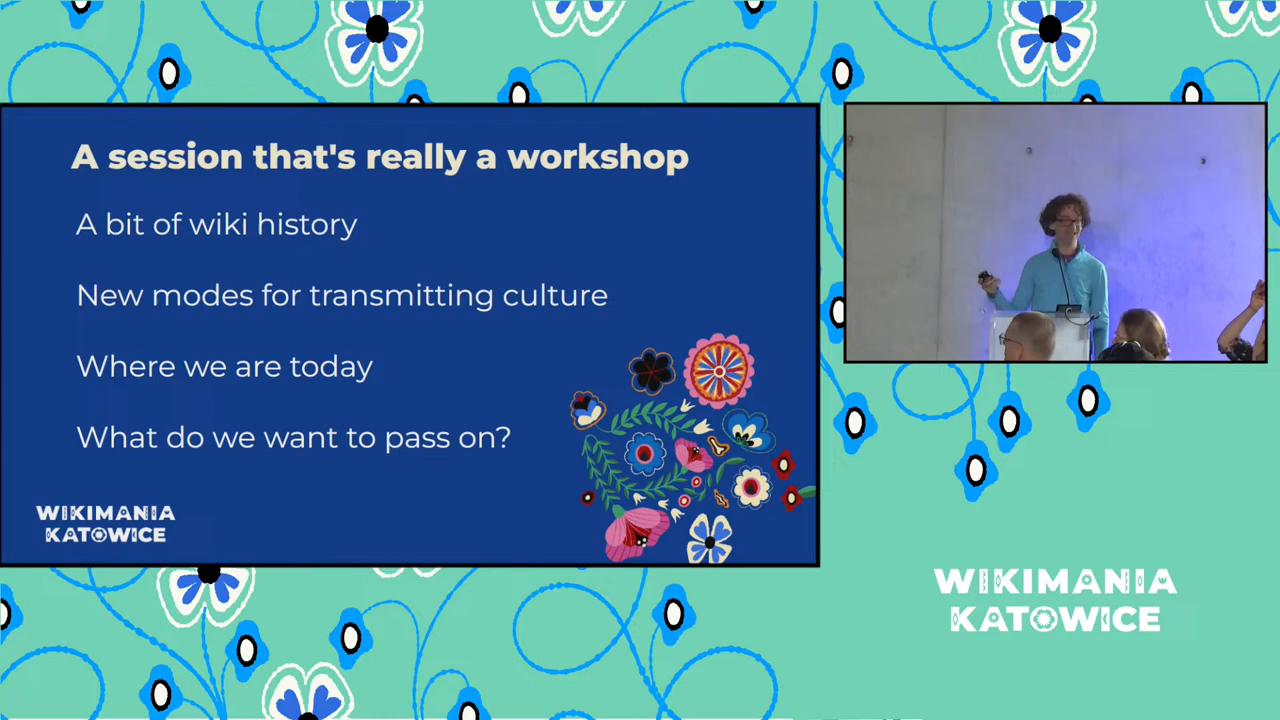 A session that's really a workshop
A bit of wiki history
New modes for transmitting culture
Where we are today
What do we want to pass on?
WIKIMANIA
KATOWICE
WIKIMANIA
KATOWICE